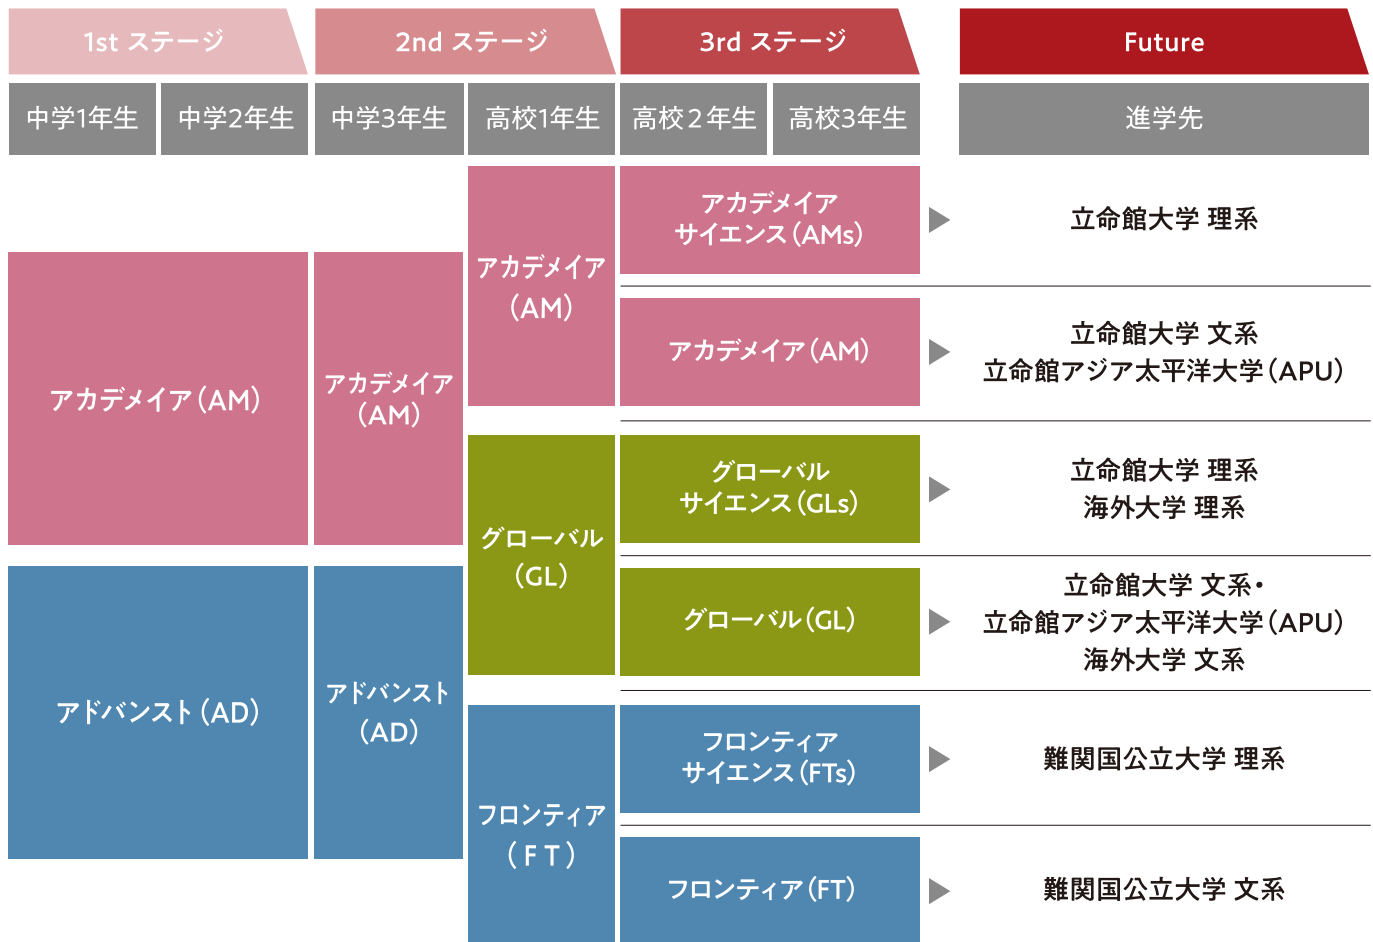 1st ステージ
2nd ステージ
3rd ステージ
Future
中学1年生
中学2年生
中学3年生
高校1年生
高校２年生
高校3年生
進学先
アカデメイア（AM）
アドバンスト（AD）
アカデメイア
（AM）
アドバンスト
（AD）
アカデメイア
（AM）
グローバル
（GL）
フロンティア
（ＦＴ）
アカデメイア
サイエンス（AMs）
立命館大学 理系
アカデメイア（AM）
立命館大学 文系
立命館アジア太平洋大学（APU）
グローバル
サイエンス（GLs）
立命館大学 理系
海外大学 理系
グローバル（GL）
立命館大学 文系・
立命館アジア太平洋大学（APU）
海外大学 文系
フロンティア
サイエンス（FTs）
難関国公立大学 理系
フロンティア（FT）
難関国公立大学 文系